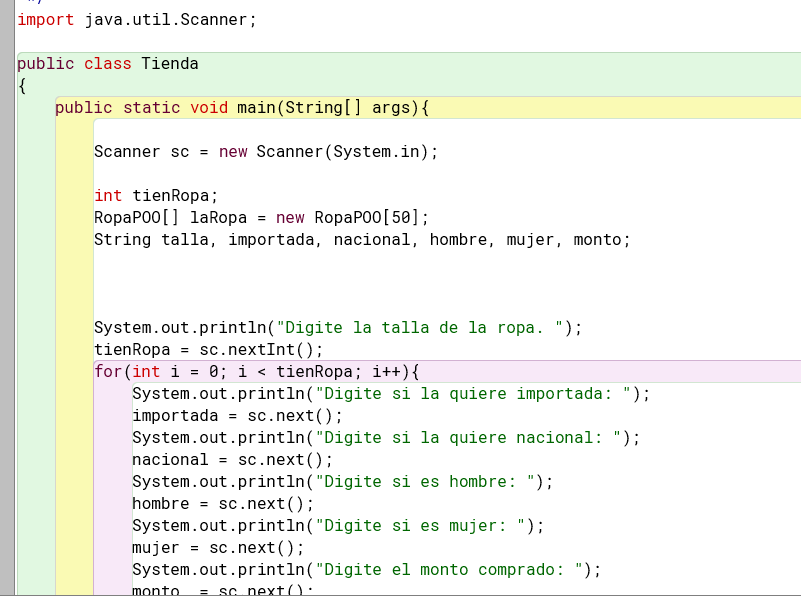 import java.util.Scanner;
public class Tienda
{
public static void main(String[] args){
Scanner sc = new Scanner(System.in);
int tienRopa;
RopaPOO[] laRopa = new RopaPOO[50];
String talla, importada, nacional, hombre, mujer, monto;
System.out.println("Digite la talla de la ropa. ");
tienRopa = sc.nextInt();
for(int i = 0; i < tienRopa; i++){
System.out.println("Digite si la quiere importada: ");
importada = sc.next();
System.out.println("Digite si la quiere nacional: ");
nacional = sc.next();
System.out.println("Digite si es hombre: ");
hombre = sc.next();
System.out.println("Digite si es mujer: ");
mujer = sc.next();
System.out.println("Digite el monto comprado: ");
monto  = sc.next();